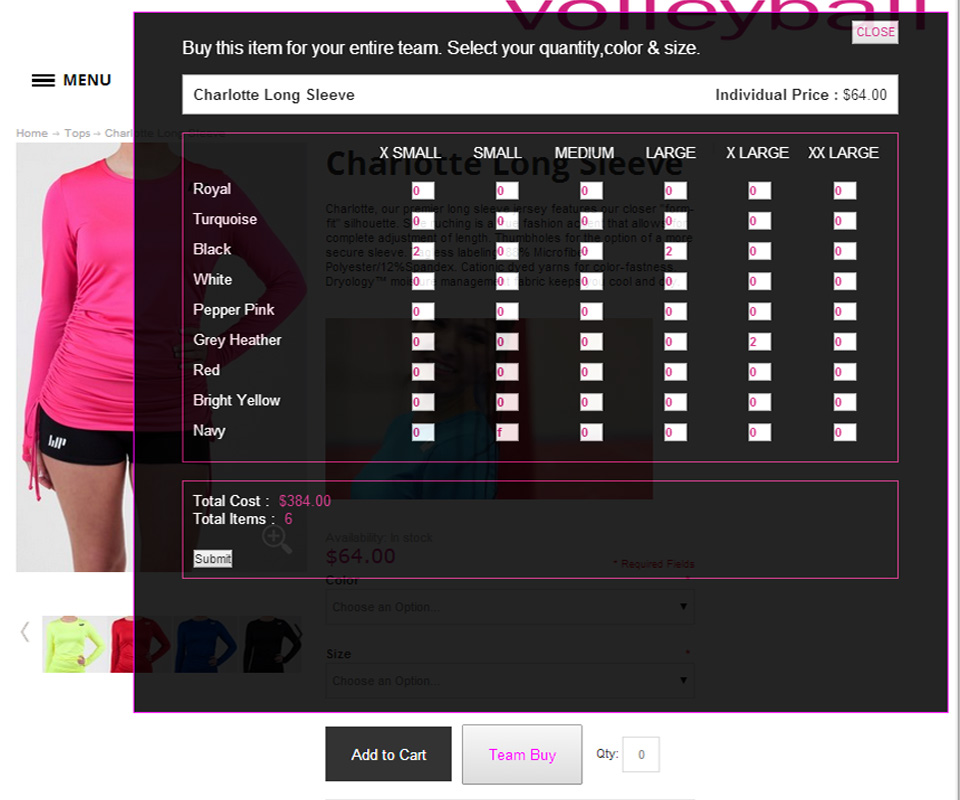 volleyball
CLOSE
Buy this item for your entire team. Select your quantity,color & size.
MENU
Charlotte Long Sleeve Individual Price : $64.00
Home → Tops → Charlotte Long Sleeve
X SMALL SMALL MEDIUM LARGE X LARGE XX LARGE
Charlotte Long Sleeve
Royal 0 0 0 0 0 0
Charlotte, our premier long sleeve jersey features our closer "form-
Turquoise 0 0 0 0 0 0
fit" silhouette. Side ruching is a true fashion accent that allows for
complete adjustment of length. Thumbholes for the option of a more
Black 2 0 0 2 0 0
secure sleeve. Tagless labeling. 88% Microfiber
Polyester/12%Spandex. Cationic dyed yarns for color-fastness.
White 0 0 0 0 0 0
Dryology™ moisture management fabric keeps you cool and dry.
Pepper Pink 0 0 0 0 0 0
Grey Heather 0 0 0 0 2 0
Red 0 0 0 0 0 0
Bright Yellow 0 0 0 0 0 0
Navy 0 f 0 0 0 0
Total Cost : $384.00
Total Items : 6
Availability: In stock
Submit
$64.00
* Required Fields
Color *
Choose an Option...
Size *
Choose an Option...
Add to Cart Team Buy Qty: 0